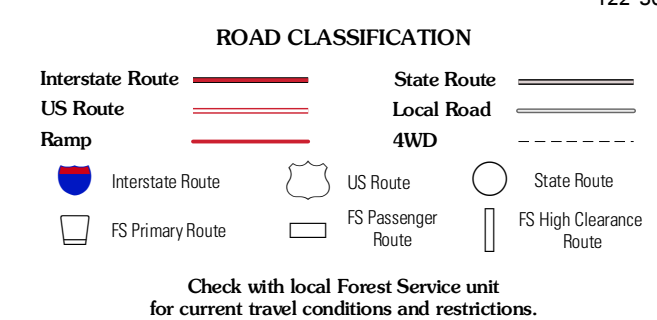 ROAD CLASSIFICATION
Interstate Route
State Route
US Route
Local Road
Ramp
4WD
Interstate Route
US Route
State Route
FS Primary Route
FS Passenger
Route
FS High Clearance
Route
Check with local Forest Service unit
for current travel conditions and restrictions.